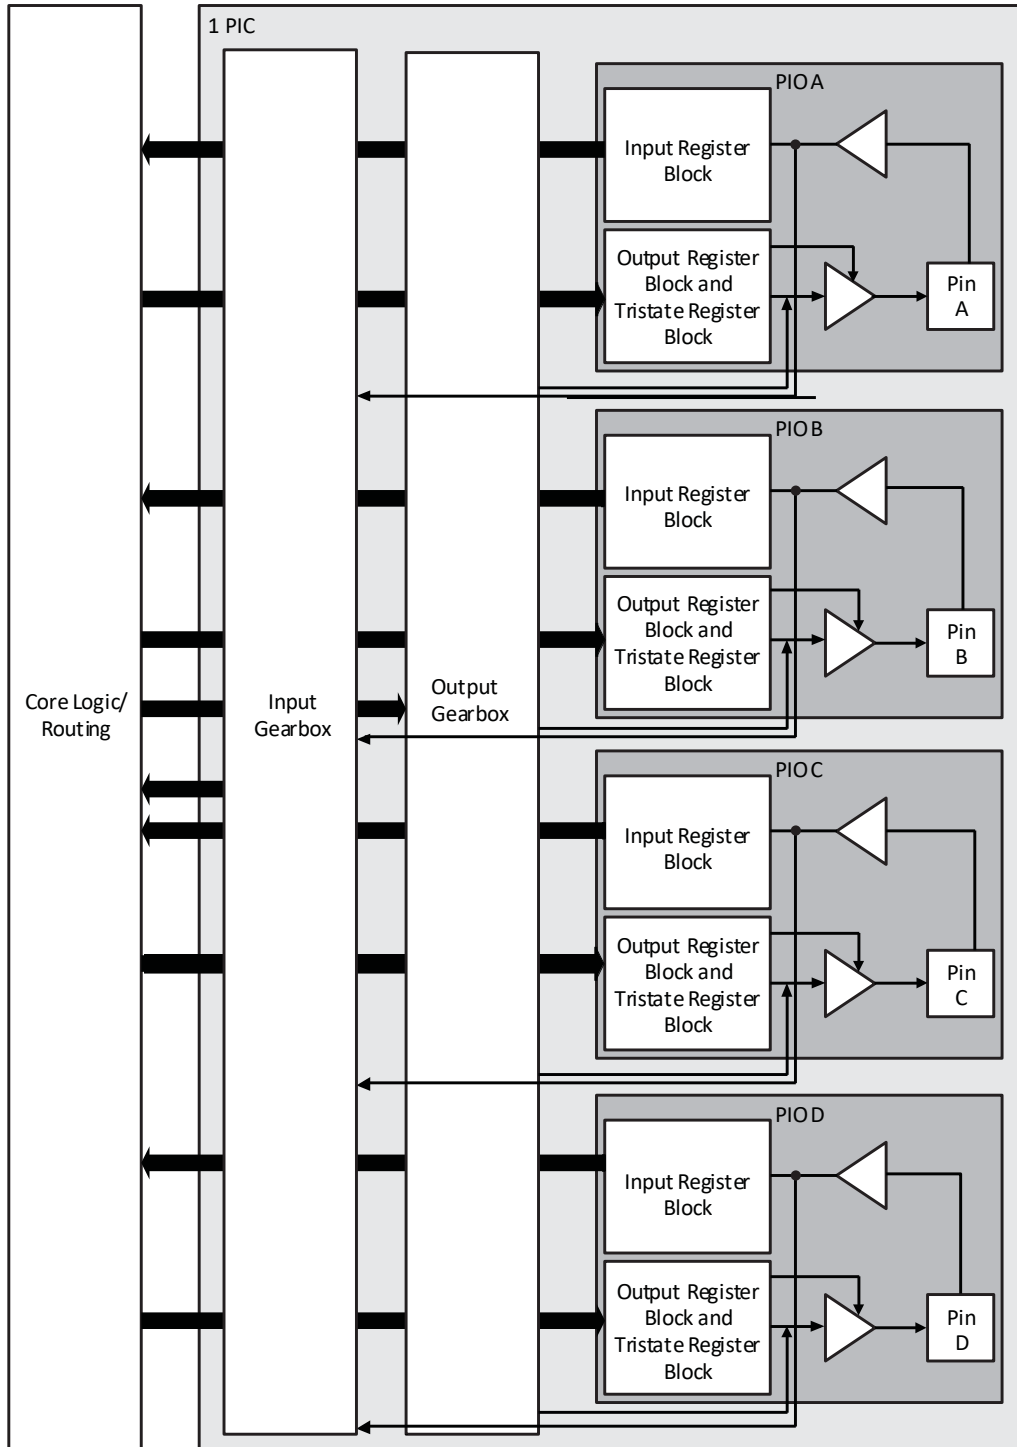 1 PIC
PIO A
Input Register
Block
Output Register
Block and
Tristate Register
Block
Pin
A
PIO B
Input Register
Block
Output Register
Block and
Tristate Register
Block
Pin
B
Core Logic/
Routing
Input
Gearbox
Output
Gearbox
PIO C
Input Register
Block
Output Register
Block and
Tristate Register
Block
Pin
C
PIO D
Input Register
Block
Output Register
Block and
Tristate Register
Block
Pin
D